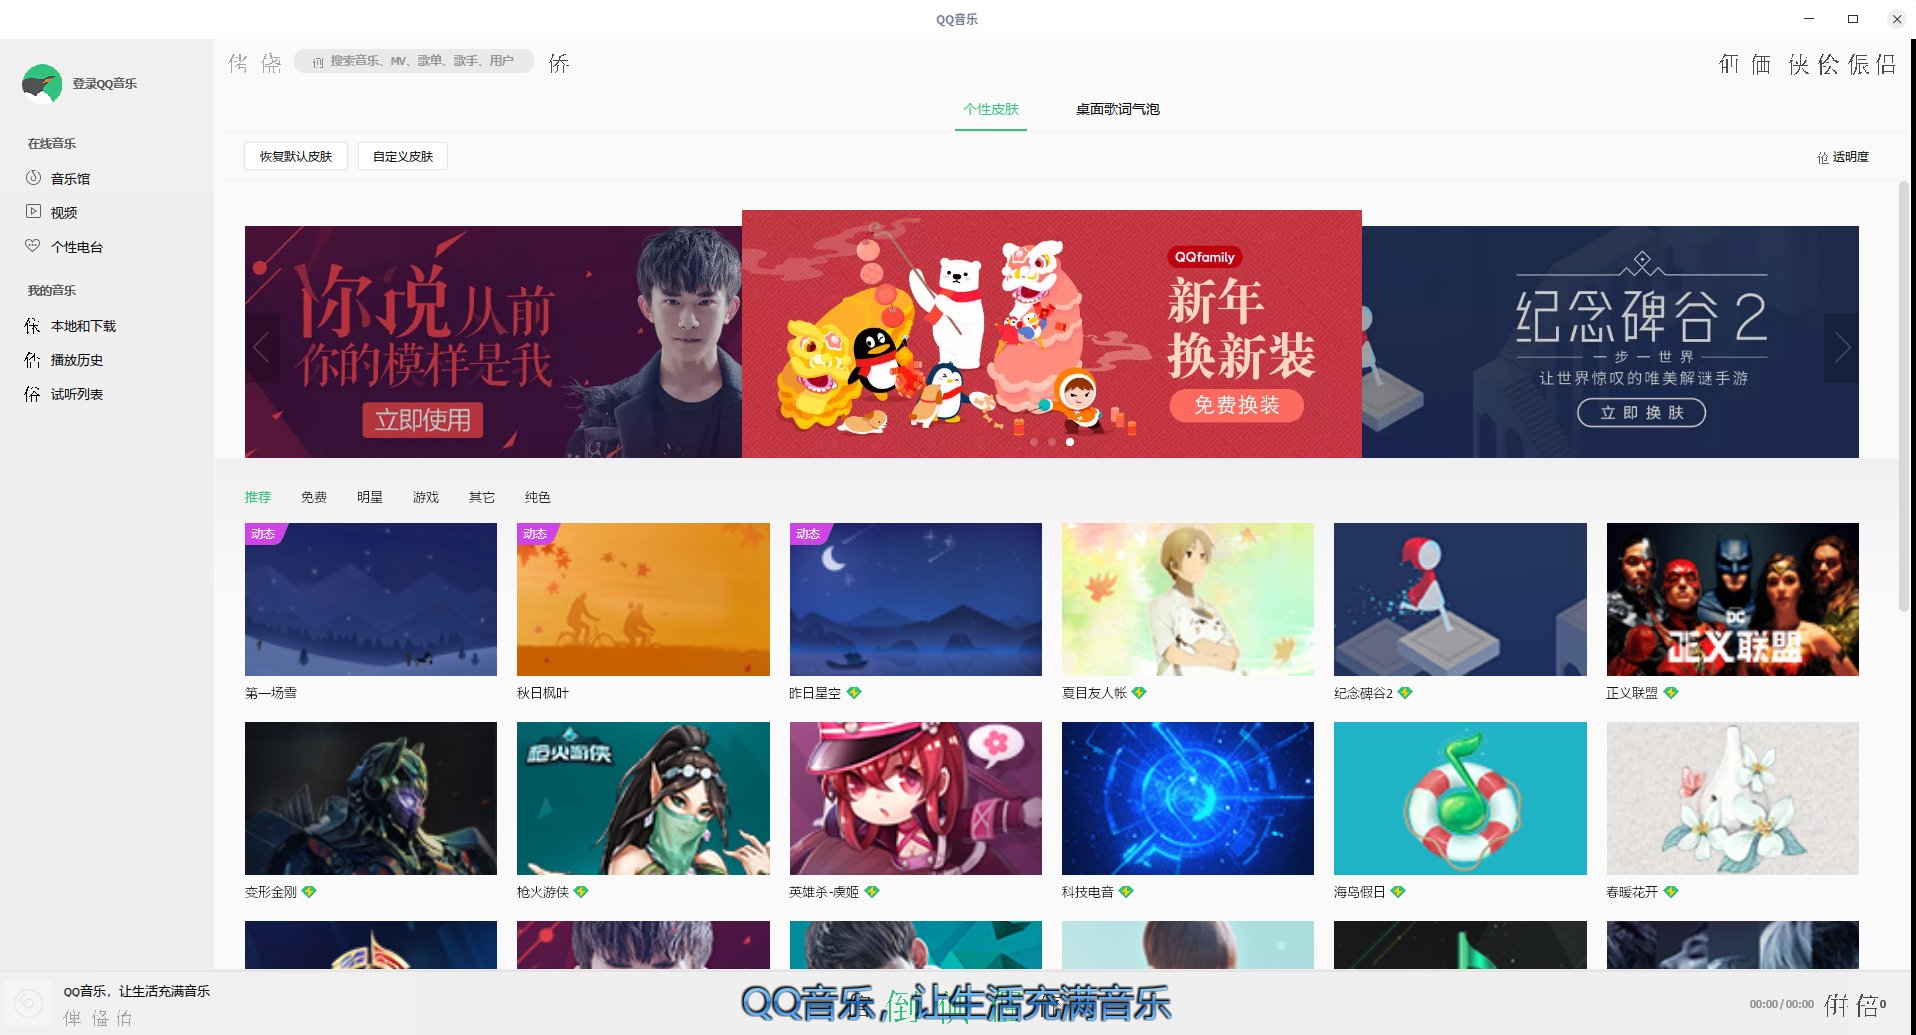 QQ音乐
登录QQ音乐
搜索音乐、MV、歌单、歌手、用户
个性皮肤
桌面歌词气泡
恢复默认皮肤
自定义皮肤
透明度
在线音乐
音乐馆
视频
个性电台
我的音乐
本地和下载
播放历史
试听列表
你说从前
你的模样是我
立即使用
QQfamily
新年
换新装
免费换装
纪念碑谷2
一步一世界
让世界惊叹的唯美解谜手游
立即换肤
推荐
免费
明星
游戏
其它
纯色
动态
动态
动态
DC
正义联盟
第一场雪
秋日枫叶
昨日星空
夏目友人帐
纪念碑谷2
正义联盟
枪火游侠
变形金刚
枪火游侠
英雄杀-虞姬
科技电音
海岛假日
春暖花开
QQ音乐，让生活充满音乐
QQ音乐，让生活充满音乐
00:00/00:00
0